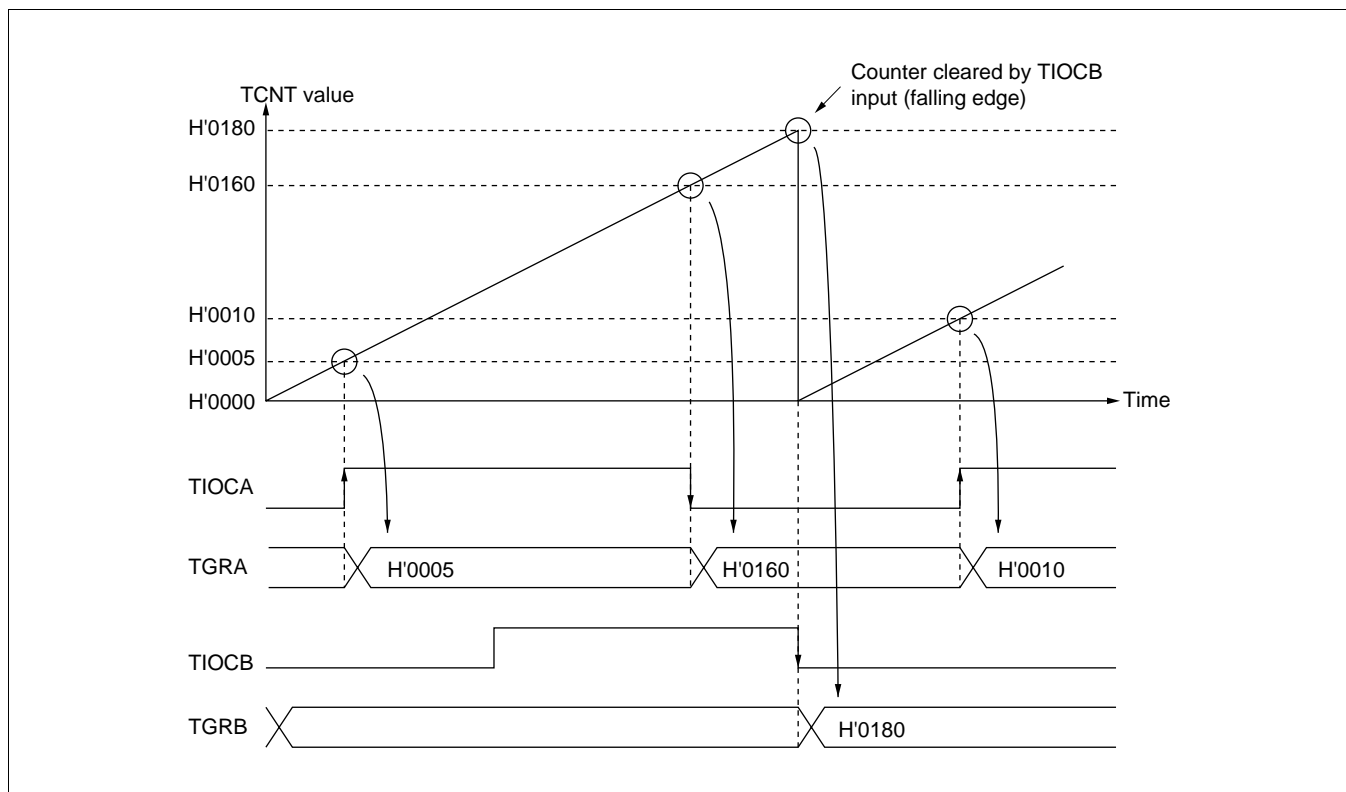 Counter cleared by TIOCB
input (falling edge)
TCNT value
H'0180
H'0160
H'0010
H'0005
H'0000
Time
TIOCA
TGRA
H'0005
H'0160
H'0010
TIOCB
TGRB
H'0180